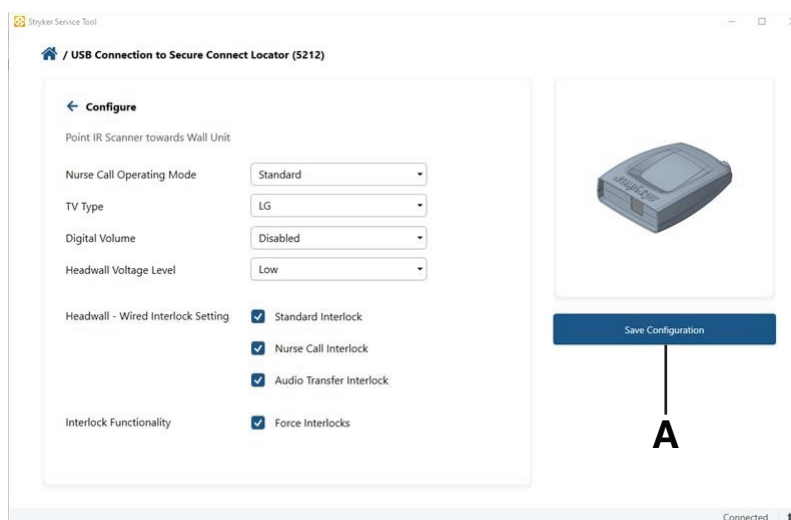 Stryker Service Tool
/ USB Connection to Secure Connect Locator (5212)
Configure
Point IR Scanner towards Wall Unit
Nurse Call Operating Mode Standard
TV Type LG
Digital Volume Disabled
Headwall Voltage Level Low
Headwall - Wired Interlock Setting Standard Interlock
Nurse Call Interlock
Audio Transfer Interlock
Interlock Functionality Force Interlocks
stryker
Save Configuration
A
Connected